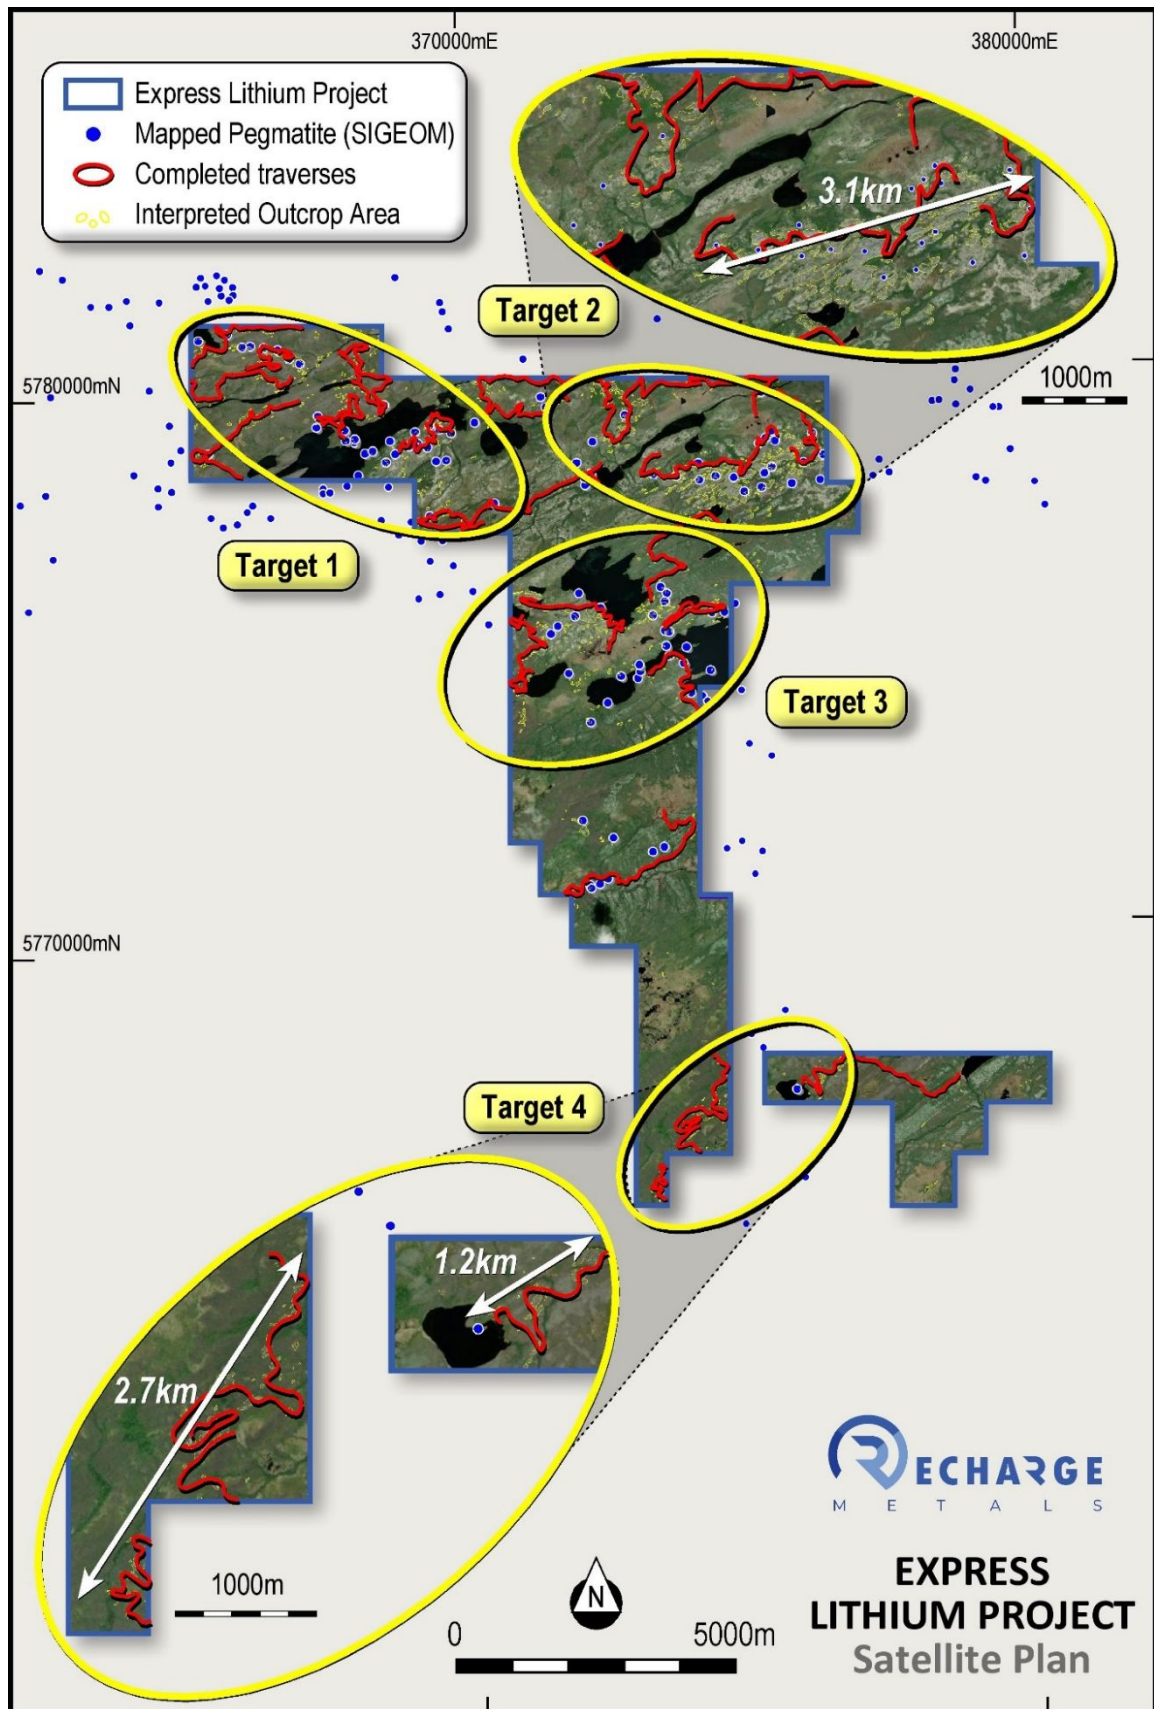 370000mE
380000mE
Express Lithium Project
Mapped Pegmatite (SIGEOM)
Completed traverses
Interpreted Outcrop Area
3.1km
Target 2
1000m
5780000mN
Target 1
Target 3
5770000mN
Target 4
1.2km
2.7km
1000m
N
0
5000m
RECHARGE
METALS
EXPRESS
LITHIUM PROJECT
Satellite Plan